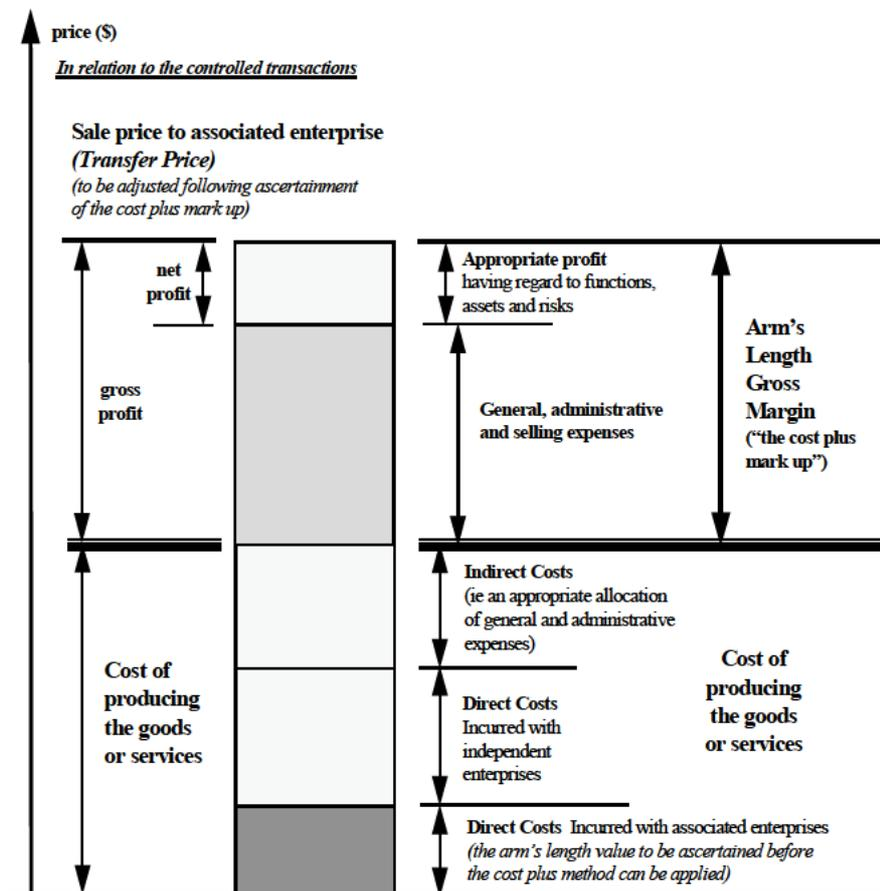 price ($)
In relation to the controlled transactions
Sale price to associated enterprise
(Transfer Price)
(to be adjusted following ascertainment
of the cost plus mark up)
net
profit
gross
profit
Appropriate profit
having regard to functions,
assets and risks
General, administrative
and selling expenses
Arm's
Length
Gross
Margin
("the cost plus
mark up")
Cost of
producing
the goods
or services
Indirect Costs
(ie an appropriate allocation
of general and administrative
expenses)
Direct Costs
Incurred with
independent
enterprises
Cost of
producing
the goods
or services
Direct Costs Incurred with associated enterprises
(the arm's length value to be ascertained before
the cost plus method can be applied)